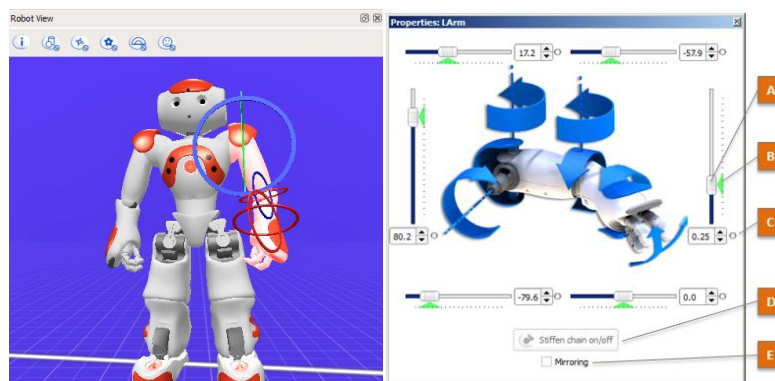 Robot View
Properties: LArm
17.2
-57.9
A
B
80.2
0.25
C
-79.6
0.0
Stiffen chain on/off
D
Mirroring
E